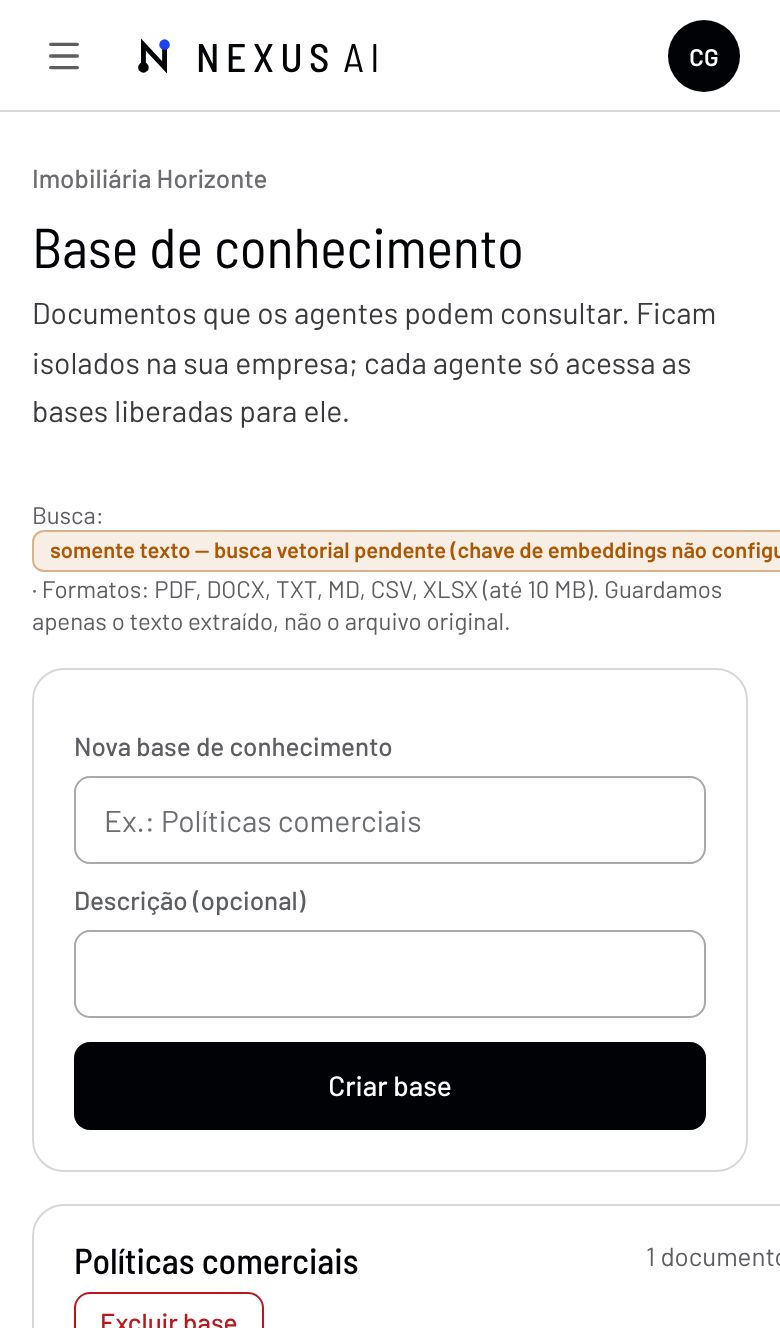 NEXUS AI
CG
Imobiliária Horizonte
Base de conhecimento
Documentos que os agentes podem consultar. Ficam
isolados na sua empresa; cada agente só acessa as
bases liberadas para ele.
Busca:
somente texto — busca vetorial pendente (chave de embeddings não configu
· Formatos: PDF, DOCX, TXT, MD, CSV, XLSX (até 10 MB). Guardamos
apenas o texto extraído, não o arquivo original.
Nova base de conhecimento
Ex.: Políticas comerciais
Descrição (opcional)
Criar base
Políticas comerciais
1 documento
Excluir base